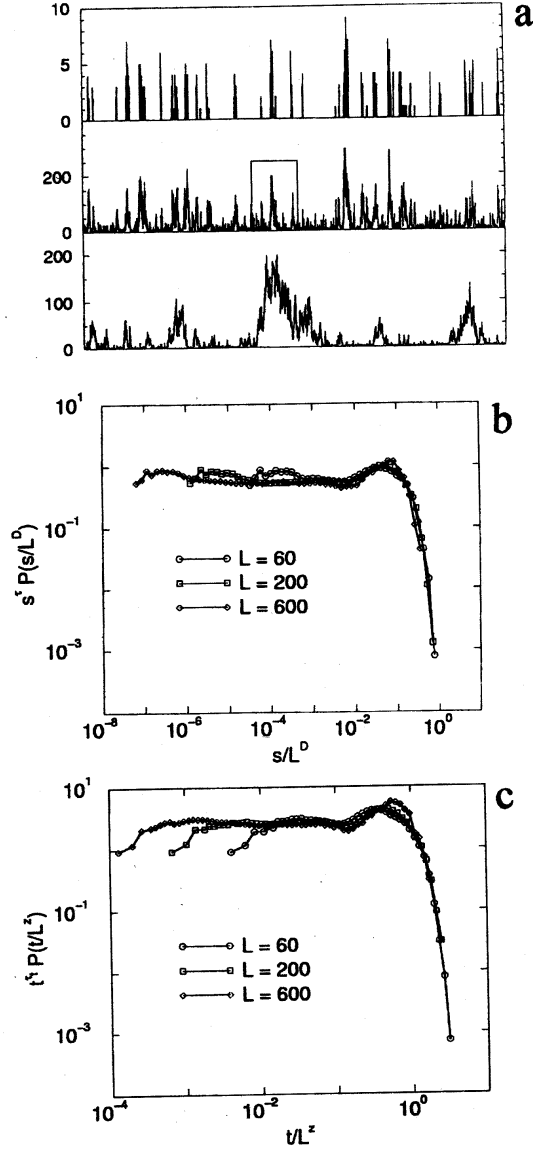 a
10
5
0
200
0
200
100
0
b
10^1
10^-1
10^-3
s^τ P(s/L^D)
L = 60
L = 200
L = 600
10^-8 10^-6 10^-4 10^-2 10^0
s/L^D
c
10^1
10^-1
10^-3
t^τ_t P(t/L^z)
L = 60
L = 200
L = 600
10^-4 10^-2 10^0
t/L^z